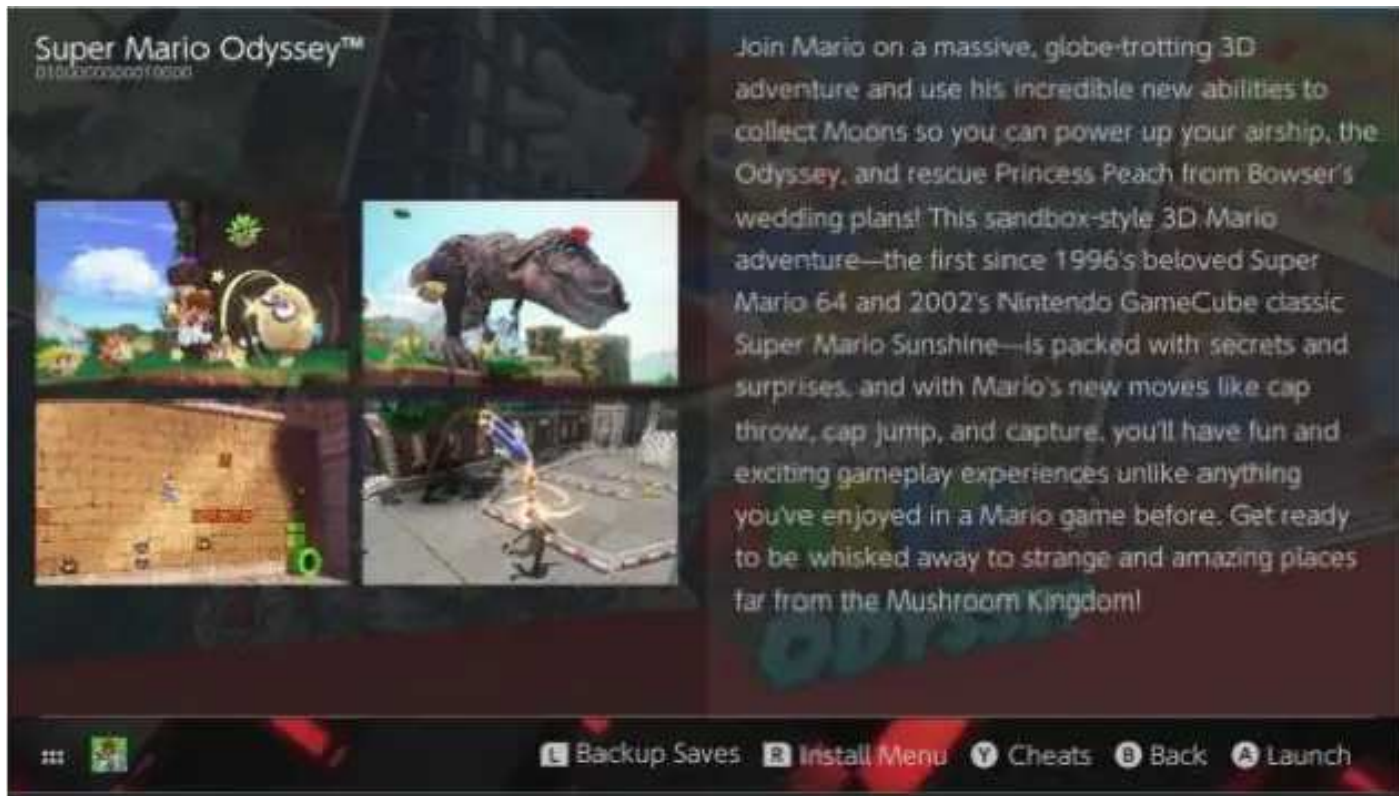 Super Mario Odyssey™
Join Mario on a massive, globe-trotting 3D
adventure and use his incredible new abilities to
collect Moons so you can power up your airship, the
Odyssey, and rescue Princess Peach from Bowser's
wedding plans! This sandbox-style 3D Mario
adventure—the first since 1996's beloved Super
Mario 64 and 2002's Nintendo GameCube classic
Super Mario Sunshine—is packed with secrets and
surprises, and with Mario's new moves like cap
throw, cap jump, and capture, you'll have fun and
exciting gameplay experiences unlike anything
you've enjoyed in a Mario game before. Get ready
to be whisked away to strange and amazing places
far from the Mushroom Kingdom!
ODYSSEY
L Backup Saves R Install Menu Y Cheats B Back A Launch